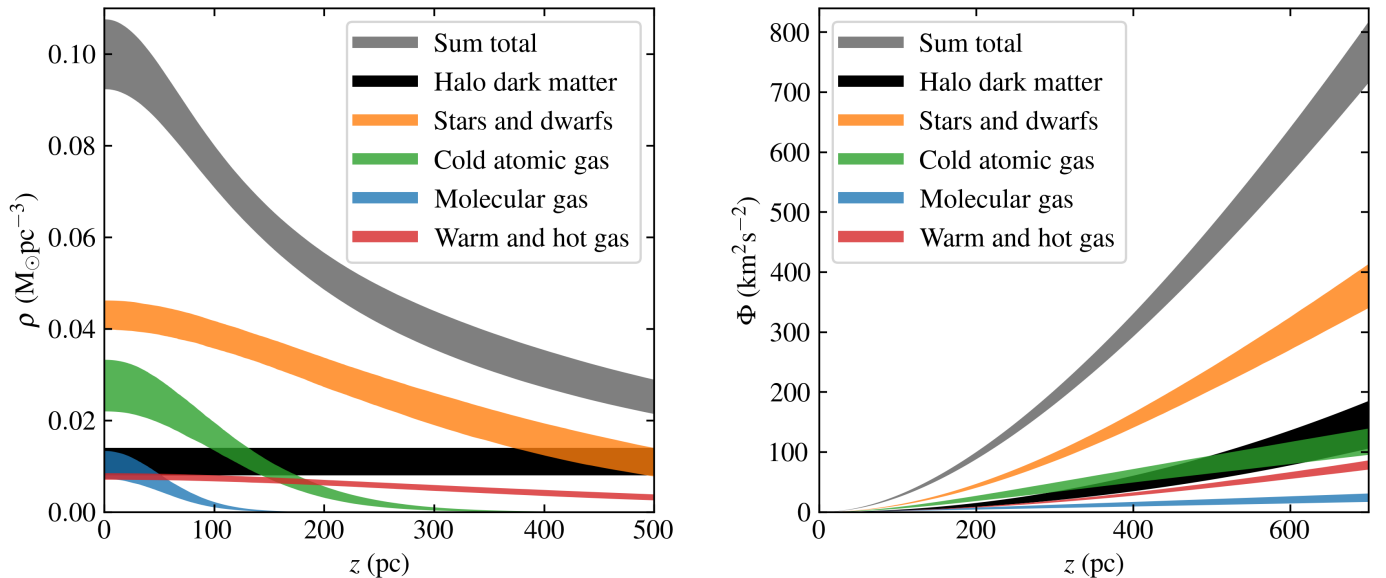 0.10
0.08
0.06
0.04
0.02
0.00
ρ (M⊙pc−3)
Sum total
Halo dark matter
Stars and dwarfs
Cold atomic gas
Molecular gas
Warm and hot gas
0 100 200 300 400 500
z (pc)
800
700
600
500
400
300
200
100
0
Φ (km²s⁻²)
Sum total
Halo dark matter
Stars and dwarfs
Cold atomic gas
Molecular gas
Warm and hot gas
0 200 400 600
z (pc)